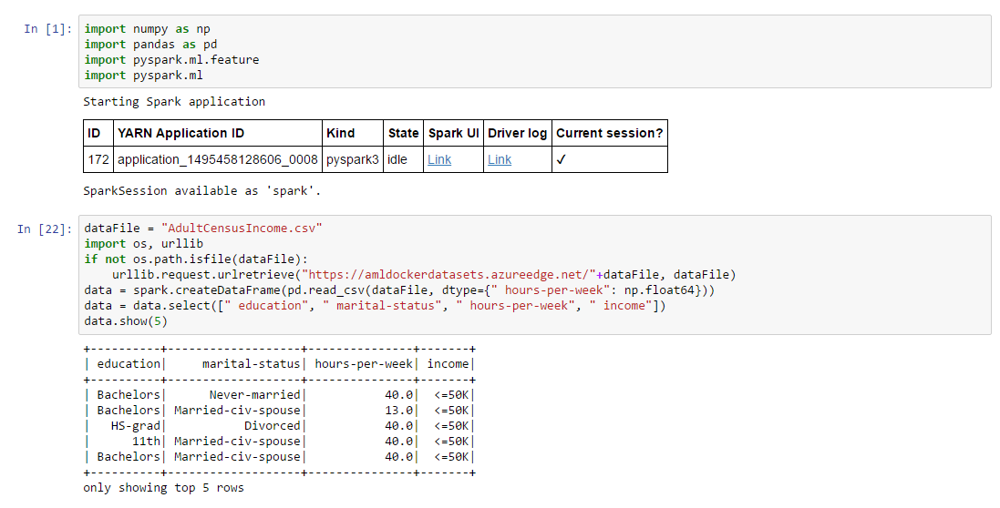 In [1]:
import numpy as np
import pandas as pd
import pyspark.ml.feature
import pyspark.ml
Starting Spark application
ID YARN Application ID Kind State Spark UI Driver log Current session?
172 application_1495458128606_0008 pyspark3 idle Link Link ✓
SparkSession available as 'spark'.
In [22]:
dataFile = "AdultCensusIncome.csv"
import os, urllib
if not os.path.isfile(dataFile):
    urllib.request.urlretrieve("https://amldockerdatasets.azureedge.net/"+dataFile, dataFile)
data = spark.createDataFrame(pd.read_csv(dataFile, dtype={" hours-per-week": np.float64}))
data = data.select([" education", " marital-status", " hours-per-week", " income"])
data.show(5)
+----------+-------------------+---------------+-------+
| education|     marital-status| hours-per-week| income|
+----------+-------------------+---------------+-------+
| Bachelors|      Never-married|           40.0|  <=50K|
| Bachelors| Married-civ-spouse|           13.0|  <=50K|
|   HS-grad|           Divorced|           40.0|  <=50K|
|      11th| Married-civ-spouse|           40.0|  <=50K|
| Bachelors| Married-civ-spouse|           40.0|  <=50K|
+----------+-------------------+---------------+-------+
only showing top 5 rows